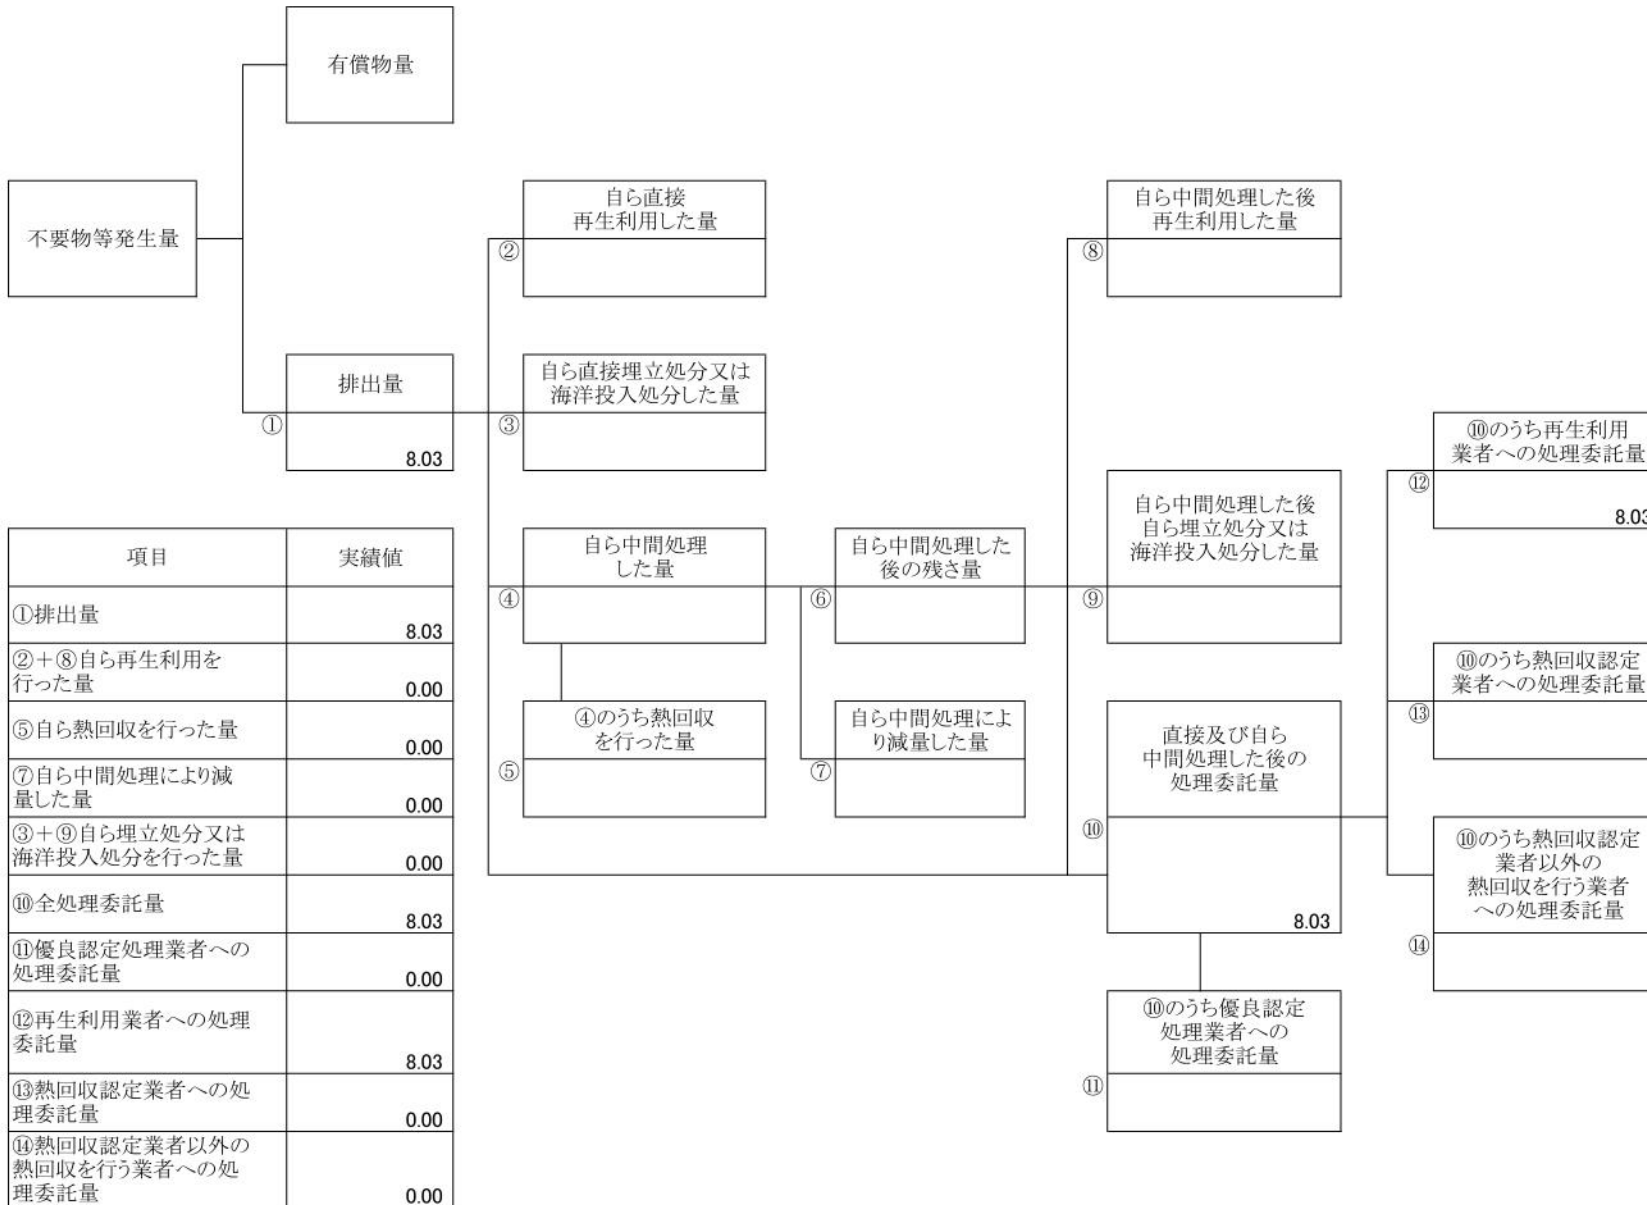 有償物量
不要物等発生量
自ら直接
再生利用した量
②
自ら中間処理した後
再生利用した量
⑧
排出量
①
8.03
自ら直接埋立処分又は
海洋投入処分した量
③
⑩のうち再生利用
業者への処理委託量
⑫
8.03
自ら中間処理
した量
④
自ら中間処理した
後の残さ量
⑥
自ら中間処理した後
自ら埋立処分又は
海洋投入処分した量
⑨
⑩のうち熱回収認定
業者への処理委託量
⑬
④のうち熱回収
を行った量
⑤
自ら中間処理によ
り減量した量
⑦
直接及び自ら
中間処理した後の
処理委託量
⑩
8.03
⑩のうち熱回収認定
業者以外の
熱回収を行う業者
への処理委託量
⑭
⑩のうち優良認定
処理業者への
処理委託量
⑪
項目 実績値
①排出量
8.03
②+⑧自ら再生利用を
行った量
0.00
⑤自ら熱回収を行った量
0.00
⑦自ら中間処理により減
量した量
0.00
③+⑨自ら埋立処分又は
海洋投入処分を行った量
0.00
⑩全処理委託量
8.03
⑪優良認定処理業者への
処理委託量
0.00
⑫再生利用業者への処理
委託量
8.03
⑬熱回収認定業者への処
理委託量
0.00
⑭熱回収認定業者以外の
熱回収を行う業者への処
理委託量
0.00